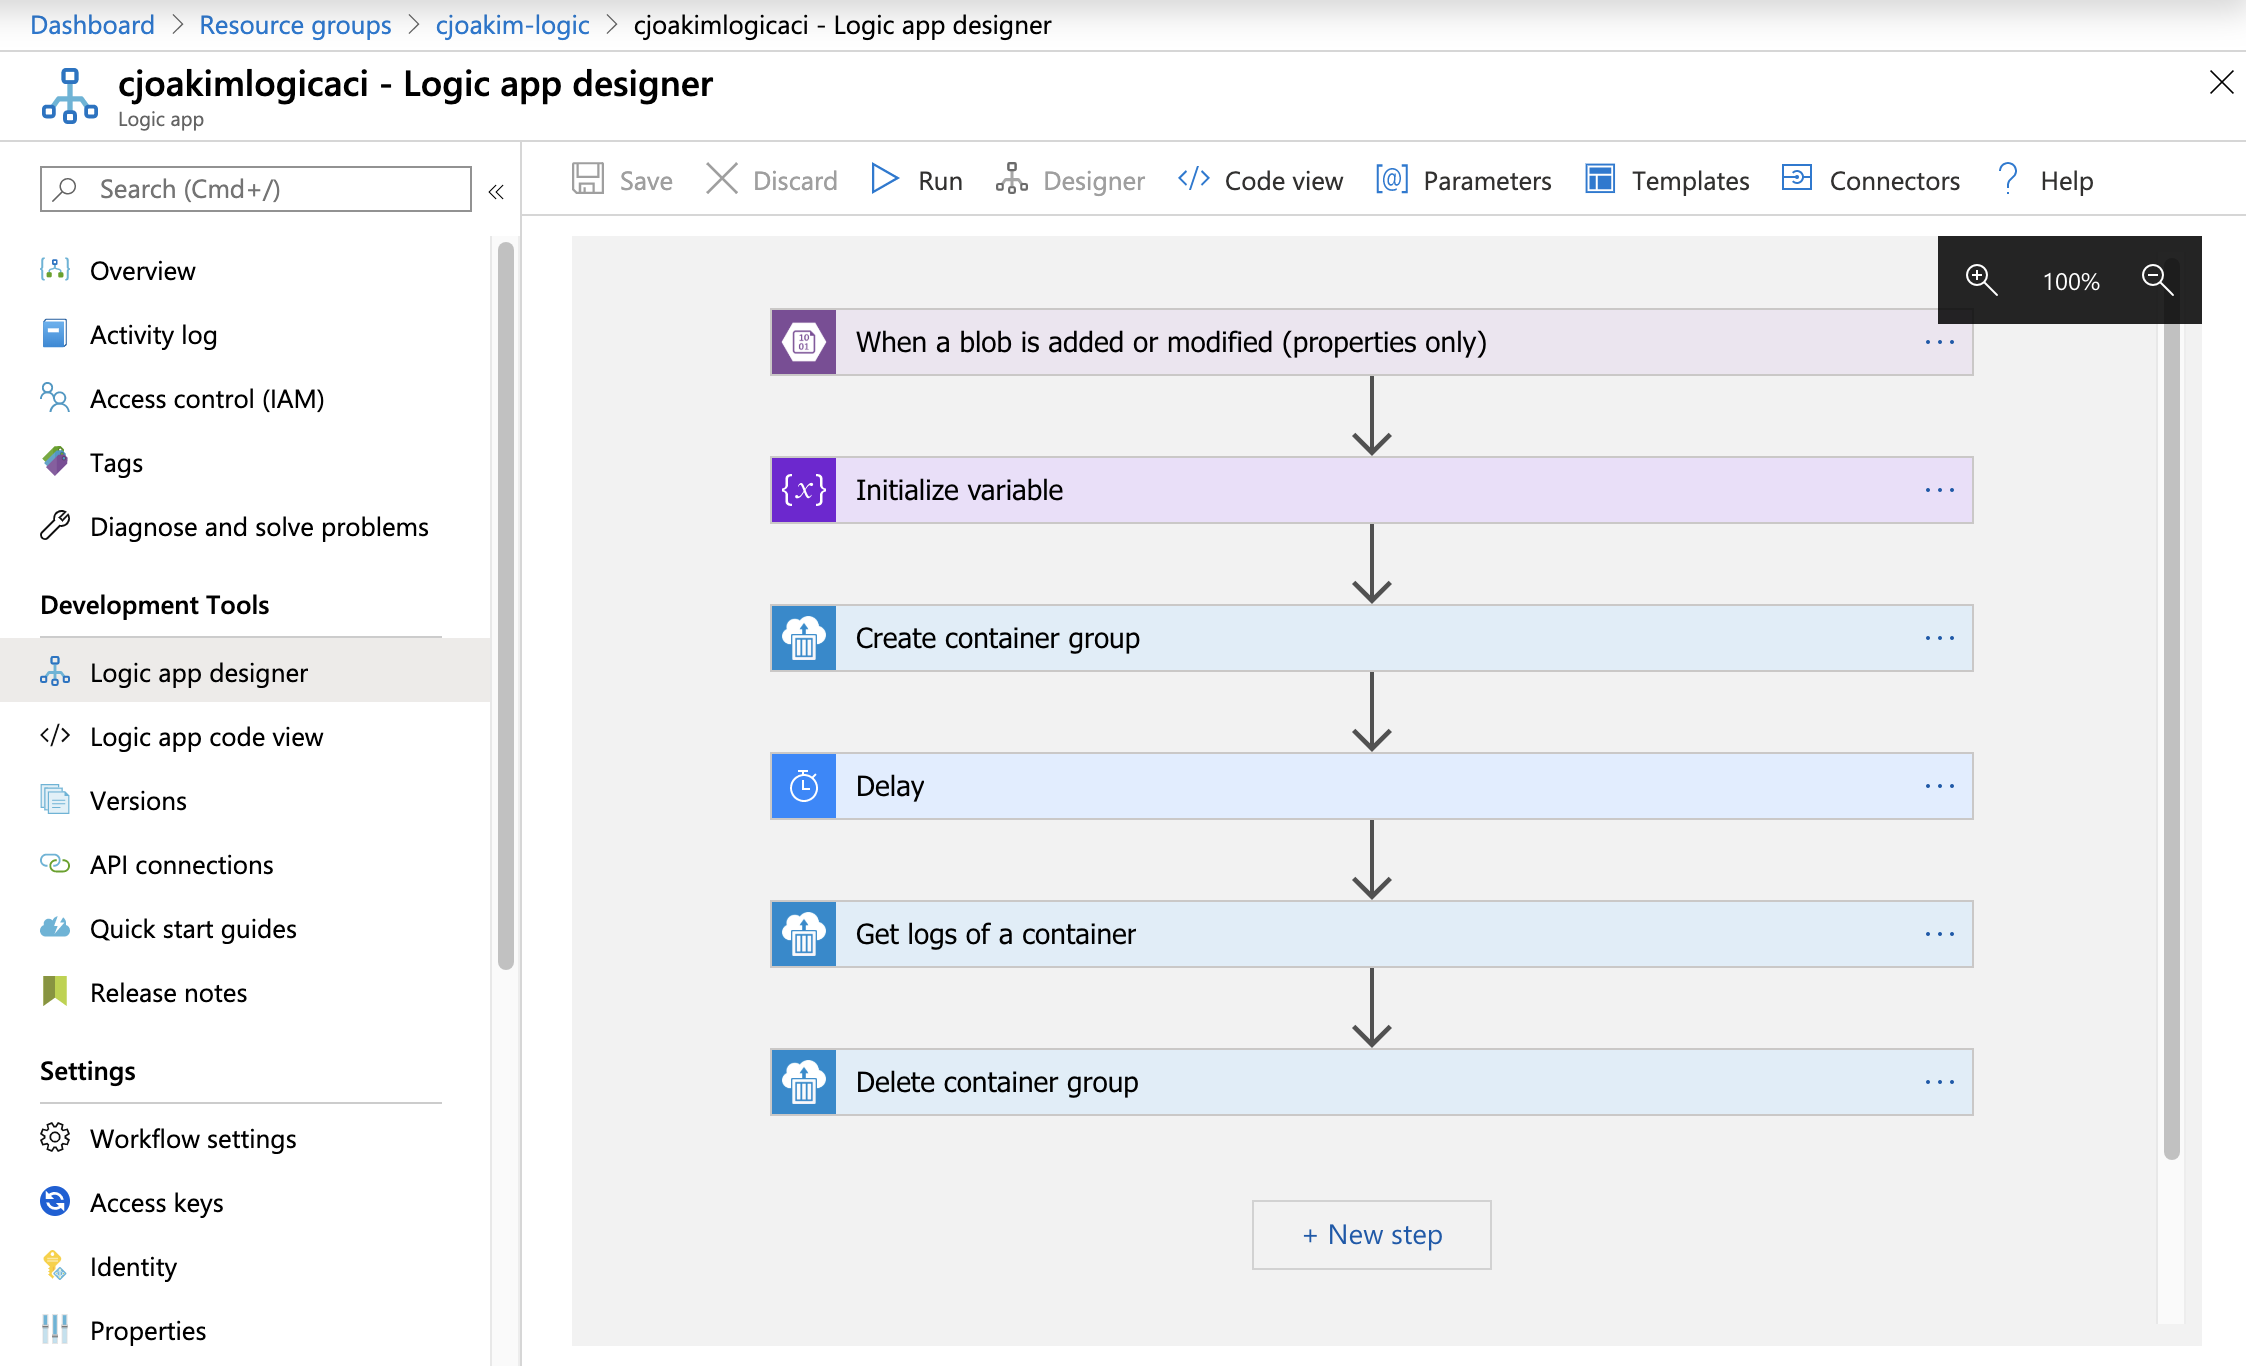 Dashboard > Resource groups > cjoakim-logic > cjoakimlogicaci - Logic app designer
cjoakimlogicaci - Logic app designer
Logic app
Search (Cmd+/)
«
Save Discard Run Designer Code view Parameters Templates Connectors Help
100%
Overview
Activity log
Access control (IAM)
Tags
Diagnose and solve problems
Development Tools
Logic app designer
Logic app code view
Versions
API connections
Quick start guides
Release notes
Settings
Workflow settings
Access keys
Identity
Properties
When a blob is added or modified (properties only)
{x} Initialize variable
Create container group
Delay
Get logs of a container
Delete container group
+ New step